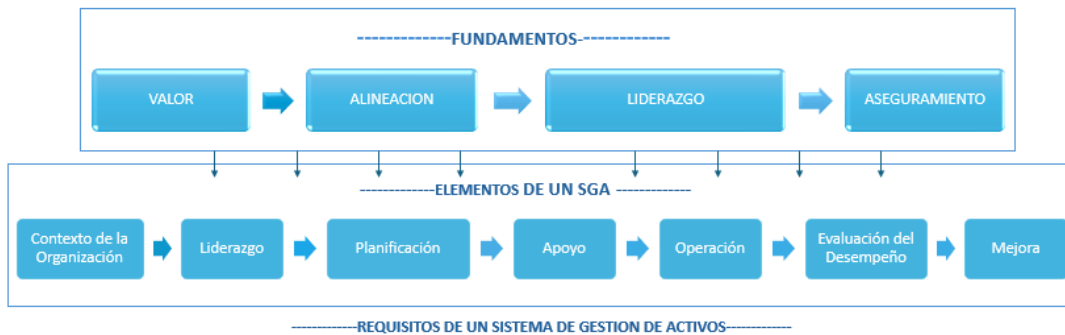 -------------FUNDAMENTOS-------------
VALOR
ALINEACION
LIDERAZGO
ASEGURAMIENTO
-------------ELEMENTOS DE UN SGA -------------
Contexto de la
Organización
Liderazgo
Planificación
Apoyo
Operación
Evaluación del
Desempeño
Mejora
-------------REQUISITOS DE UN SISTEMA DE GESTION DE ACTIVOS-------------